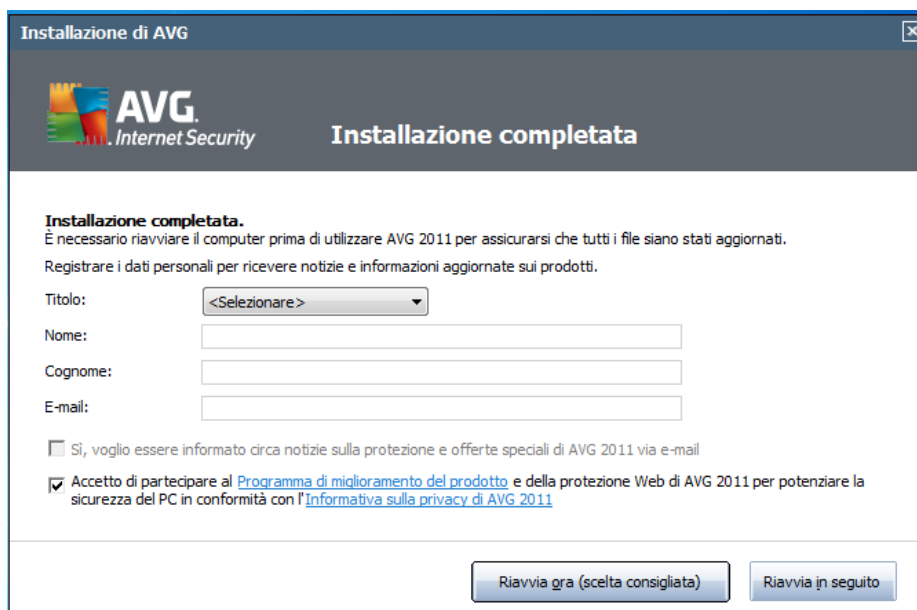 Installazione di AVG
AVG.
Internet Security
Installazione completata
Installazione completata.
È necessario riavviare il computer prima di utilizzare AVG 2011 per assicurarsi che tutti i file siano stati aggiornati.
Registrare i dati personali per ricevere notizie e informazioni aggiornate sui prodotti.
Titolo: <Selezionare>
Nome:
Cognome:
E-mail:
Sì, voglio essere informato circa notizie sulla protezione e offerte speciali di AVG 2011 via e-mail
Accetto di partecipare al Programma di miglioramento del prodotto e della protezione Web di AVG 2011 per potenziare la
sicurezza del PC in conformità con l'Informativa sulla privacy di AVG 2011
Riavvia ora (scelta consigliata) Riavvia in seguito